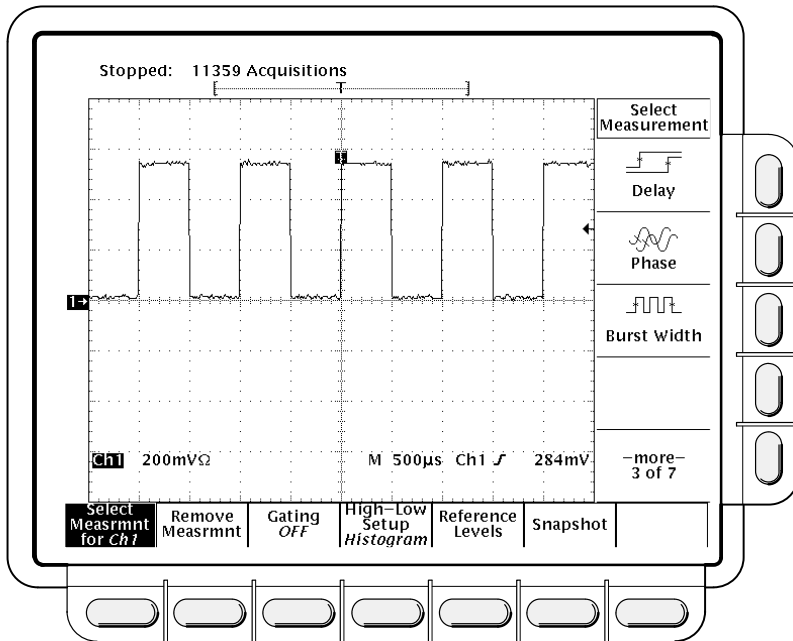 Stopped: 11359 Acquisitions
T
Select
Measurement
Delay
Phase
1→
Burst Width
Ch1 200mVΩ M 500µs Ch1 284mV
−more−
3 of 7
Select
Measrmnt
for Ch1
Remove
Measrmnt
Gating
OFF
High−Low
Setup
Histogram
Reference
Levels
Snapshot